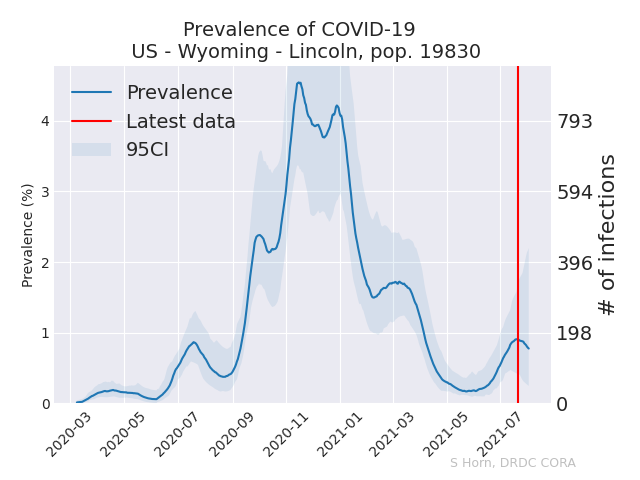 Prevalence of COVID-19
US - Wyoming - Lincoln, pop. 19830
Prevalence
Latest data
95CI
Prevalence (%)
4
3
2
1
0
# of infections
793
594
396
198
0
2020-03
2020-05
2020-07
2020-09
2020-11
2021-01
2021-03
2021-05
2021-07
S Horn, DRDC CORA